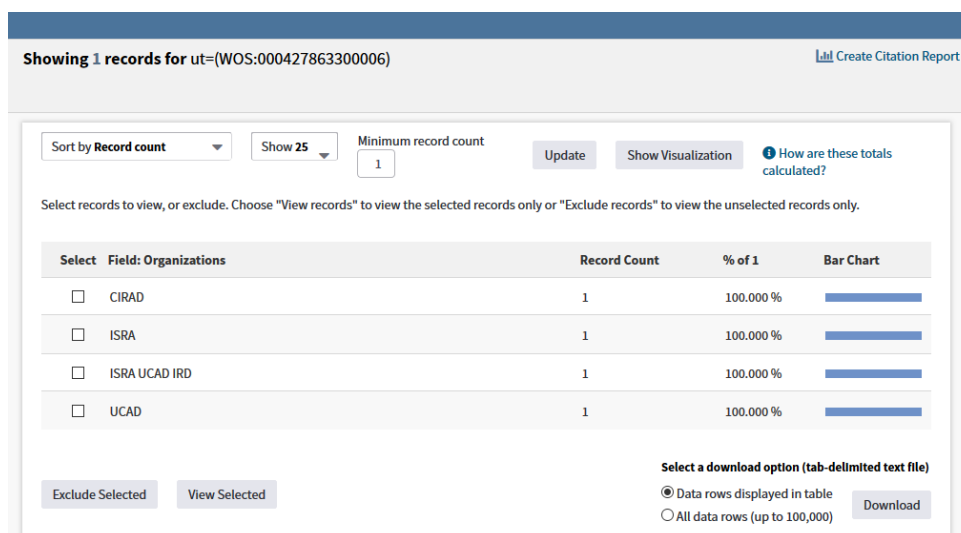 Showing 1 records for ut=(WOS:000427863300006)
Create Citation Report
Sort by Record count
Show 25
Minimum record count
1
Update
Show Visualization
How are these totals
calculated?
Select records to view, or exclude. Choose "View records" to view the selected records only or "Exclude records" to view the unselected records only.
Select Field: Organizations Record Count % of 1 Bar Chart
CIRAD 1 100.000 %
ISRA 1 100.000 %
ISRA UCAD IRD 1 100.000 %
UCAD 1 100.000 %
Select a download option (tab-delimited text file)
Exclude Selected View Selected
Data rows displayed in table
All data rows (up to 100,000)
Download